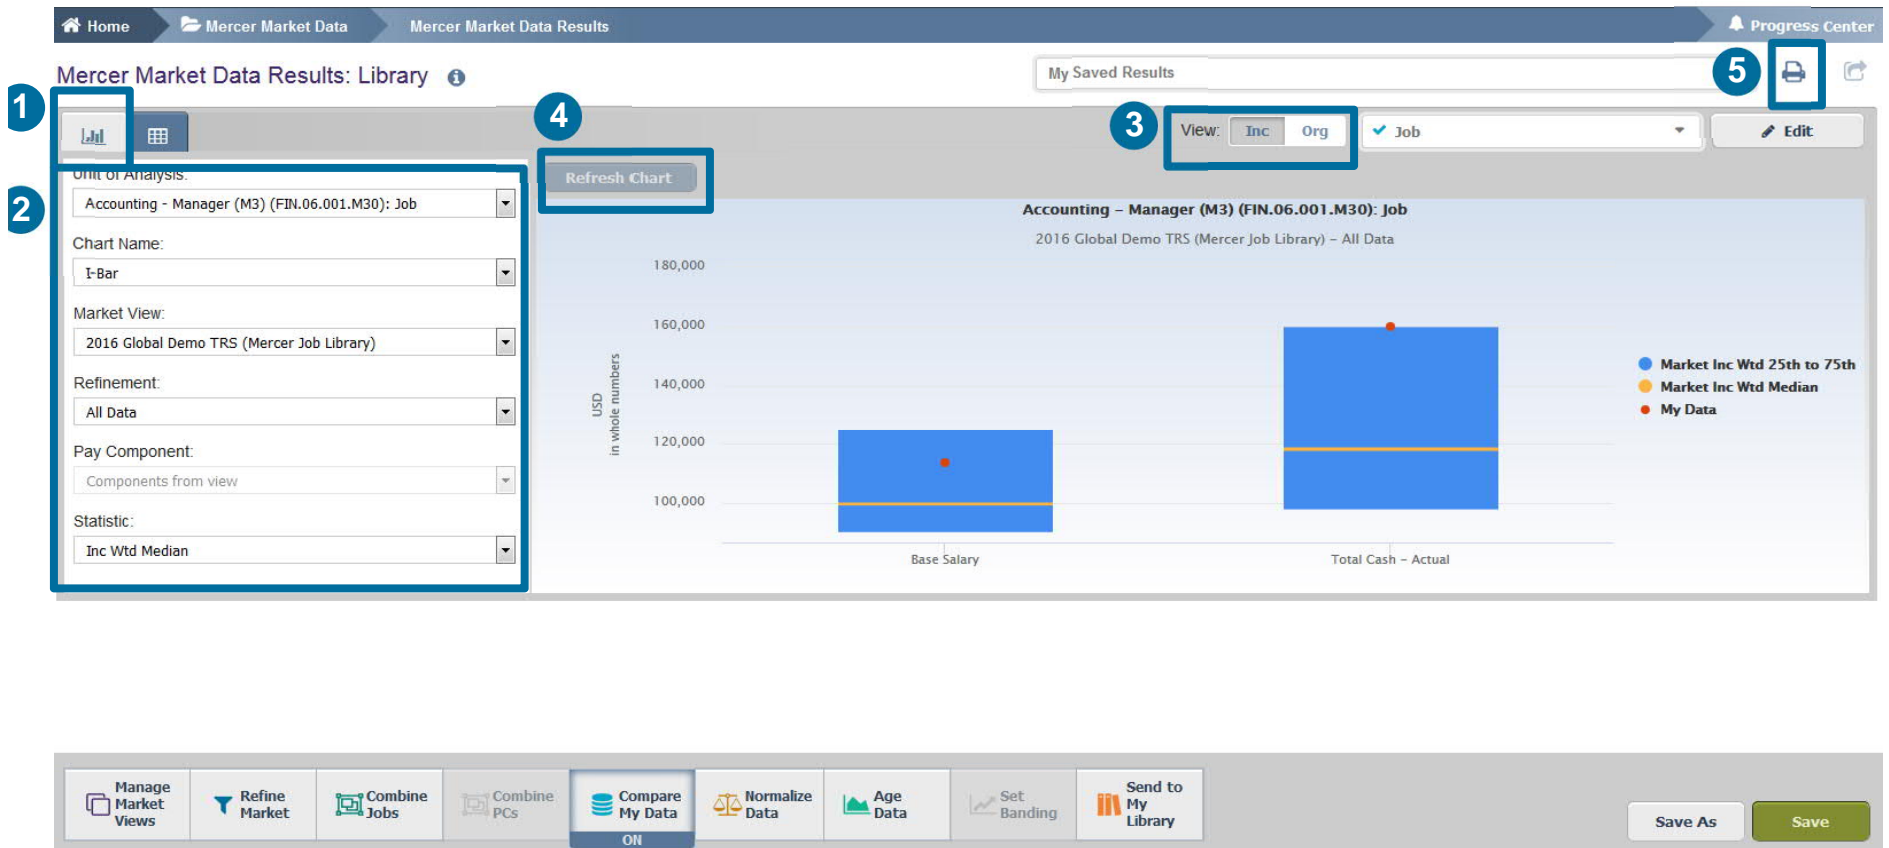 Home
Mercer Market Data
Mercer Market Data Results
Progress Center
Mercer Market Data Results: Library
My Saved Results
5
1
4
3
View:
Inc
Org
Job
Edit
2
Unit of Analysis:
Accounting - Manager (M3) (FIN.06.001.M30): Job
Chart Name:
I-Bar
Market View:
2016 Global Demo TRS (Mercer Job Library)
Refinement:
All Data
Pay Component:
Components from view
Statistic:
Inc Wtd Median
Refresh Chart
Accounting – Manager (M3) (FIN.06.001.M30): Job
2016 Global Demo TRS (Mercer Job Library) – All Data
180,000
160,000
140,000
120,000
100,000
USD
in whole numbers
Base Salary
Total Cash – Actual
Market Inc Wtd 25th to 75th
Market Inc Wtd Median
My Data
Manage
Market
Views
Refine
Market
Combine
Jobs
Combine
PCs
Compare
My Data
ON
Normalize
Data
Age
Data
Set
Banding
Send to
My
Library
Save As
Save